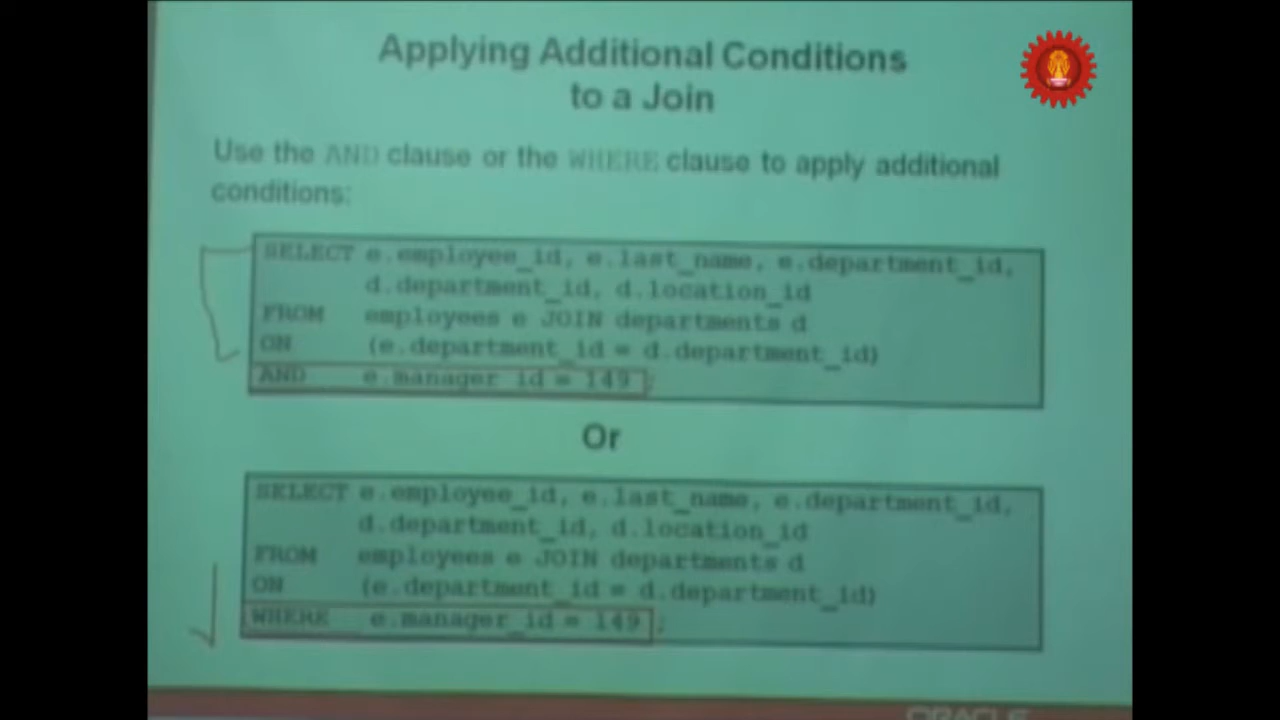 Applying Additional Conditions
to a Join
Use the AND clause or the WHERE clause to apply additional
conditions:
SELECT e.employee_id, e.last_name, e.department_id,
d.department_id, d.location_id
FROM employees e JOIN departments d
ON (e.department_id = d.department_id)
AND e.manager_id = 149 ;
Or
SELECT e.employee_id, e.last_name, e.department_id,
d.department_id, d.location_id
FROM employees e JOIN departments d
ON (e.department_id = d.department_id)
WHERE e.manager_id = 149 ;
ORACLE